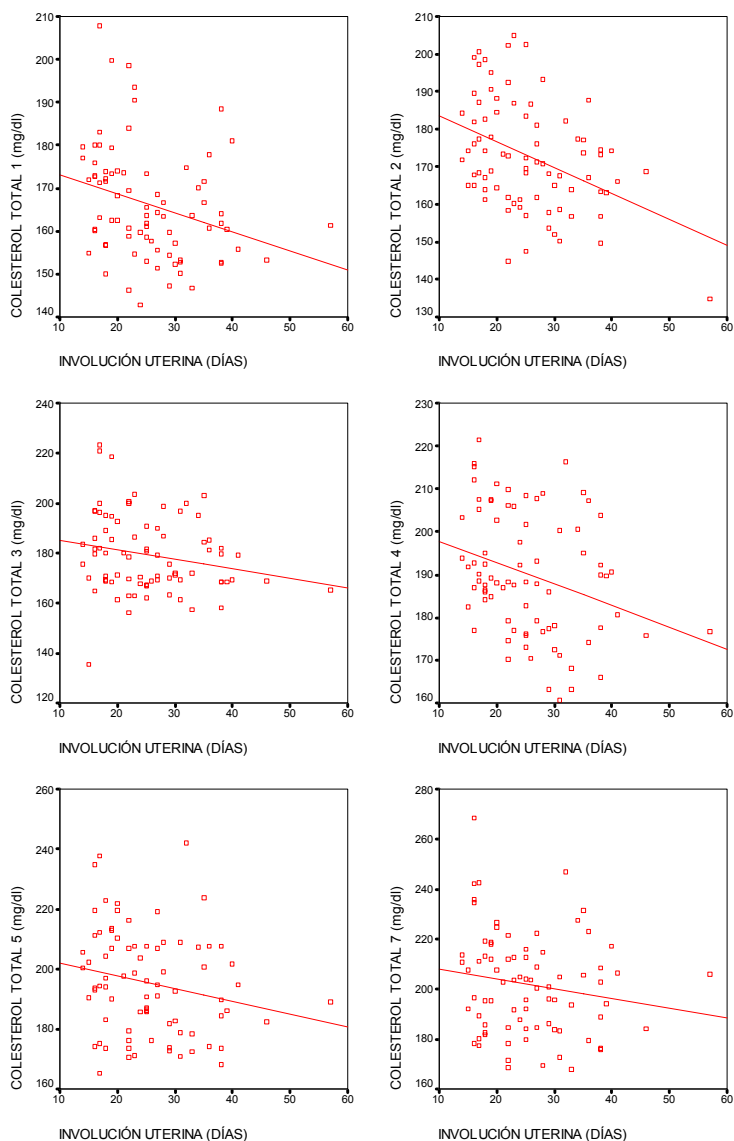 COLESTEROL TOTAL 1 (mg/dl)
210
200
190
180
170
160
150
140
10 20 30 40 50 60
INVOLUCIÓN UTERINA (DÍAS)
COLESTEROL TOTAL 2 (mg/dl)
210
200
190
180
170
160
150
140
130
10 20 30 40 50 60
INVOLUCIÓN UTERINA (DÍAS)
COLESTEROL TOTAL 3 (mg/dl)
240
220
200
180
160
140
120
10 20 30 40 50 60
INVOLUCIÓN UTERINA (DÍAS)
COLESTEROL TOTAL 4 (mg/dl)
230
220
210
200
190
180
170
160
10 20 30 40 50 60
INVOLUCIÓN UTERINA (DÍAS)
COLESTEROL TOTAL 5 (mg/dl)
260
240
220
200
180
160
10 20 30 40 50 60
INVOLUCIÓN UTERINA (DÍAS)
COLESTEROL TOTAL 7 (mg/dl)
280
260
240
220
200
180
160
10 20 30 40 50 60
INVOLUCIÓN UTERINA (DÍAS)